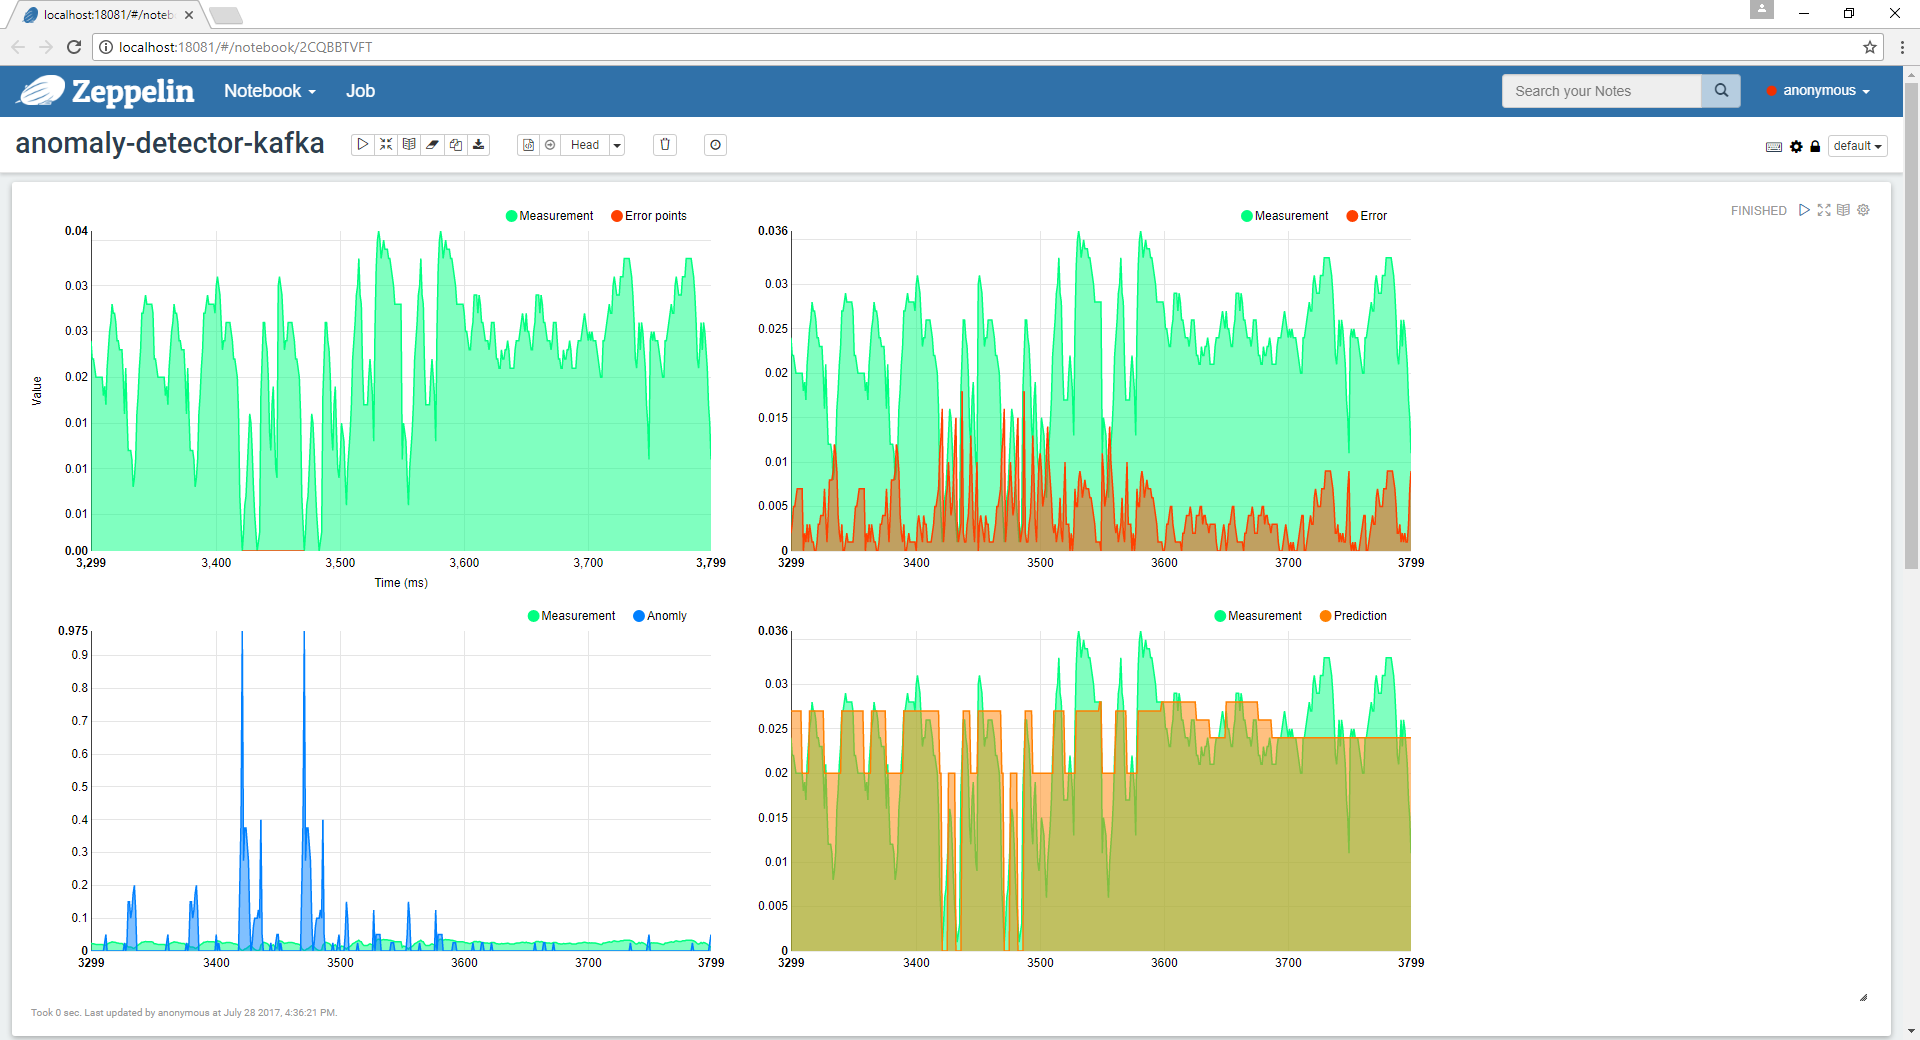 localhost:18081/#/noteb
localhost:18081/#/notebook/2CQBBTVFT
Zeppelin Notebook Job Search your Notes anonymous
anomaly-detector-kafka Head default
FINISHED
Measurement Error points
0.04
0.03
0.03
0.02
0.01
0.01
0.01
0.00
Value
3,299 3,400 3,500 3,600 3,700 3,799
Time (ms)
Measurement Error
0.036
0.03
0.025
0.02
0.015
0.01
0.005
0
3299 3400 3500 3600 3700 3799
Measurement Anomly
0.975
0.9
0.8
0.7
0.6
0.5
0.4
0.3
0.2
0.1
0
3299 3400 3500 3600 3700 3799
Measurement Prediction
0.036
0.03
0.025
0.02
0.015
0.01
0.005
0
3299 3400 3500 3600 3700 3799
Took 0 sec. Last updated by anonymous at July 28 2017, 4:36:21 PM.